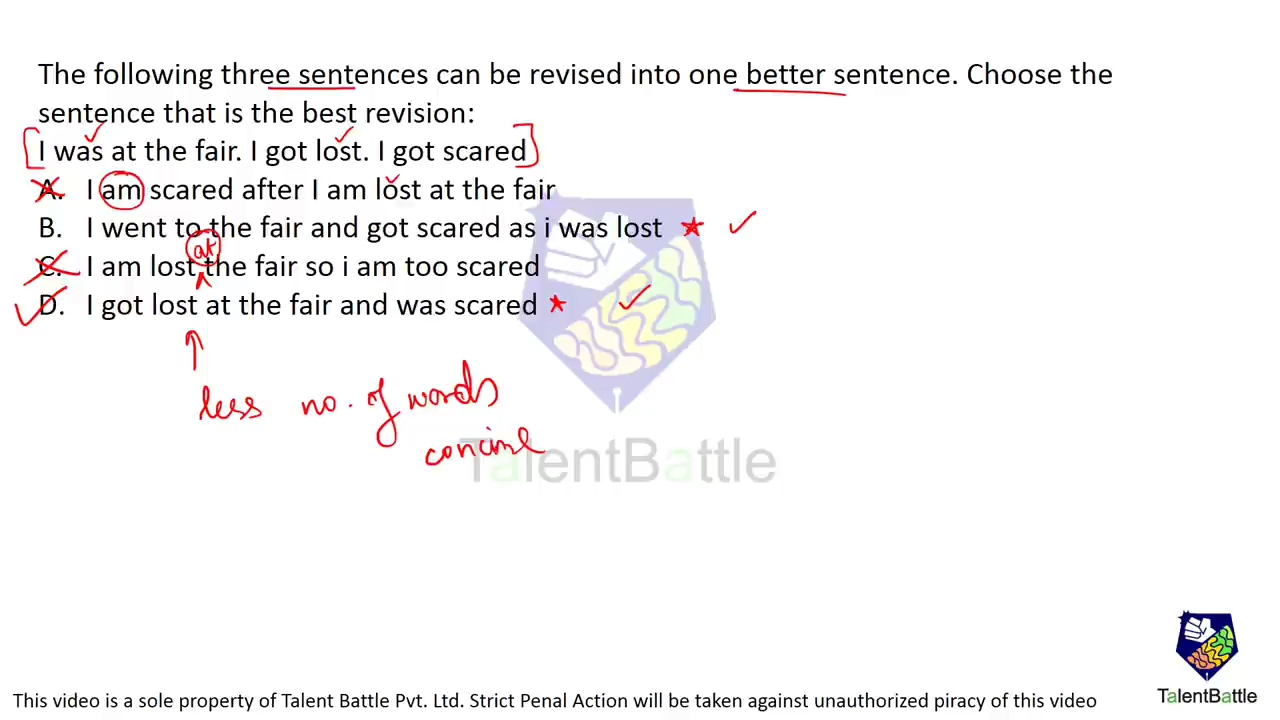 The following three sentences can be revised into one better sentence. Choose the
sentence that is the best revision:
I was at the fair. I got lost. I got scared
A. I am scared after I am lost at the fair
B. I went to the fair and got scared as i was lost
at
C. I am lost the fair so i am too scared
D. I got lost at the fair and was scared
less no. of words
concise
TalentBattle
TalentBattle
This video is a sole property of Talent Battle Pvt. Ltd. Strict Penal Action will be taken against unauthorized piracy of this video